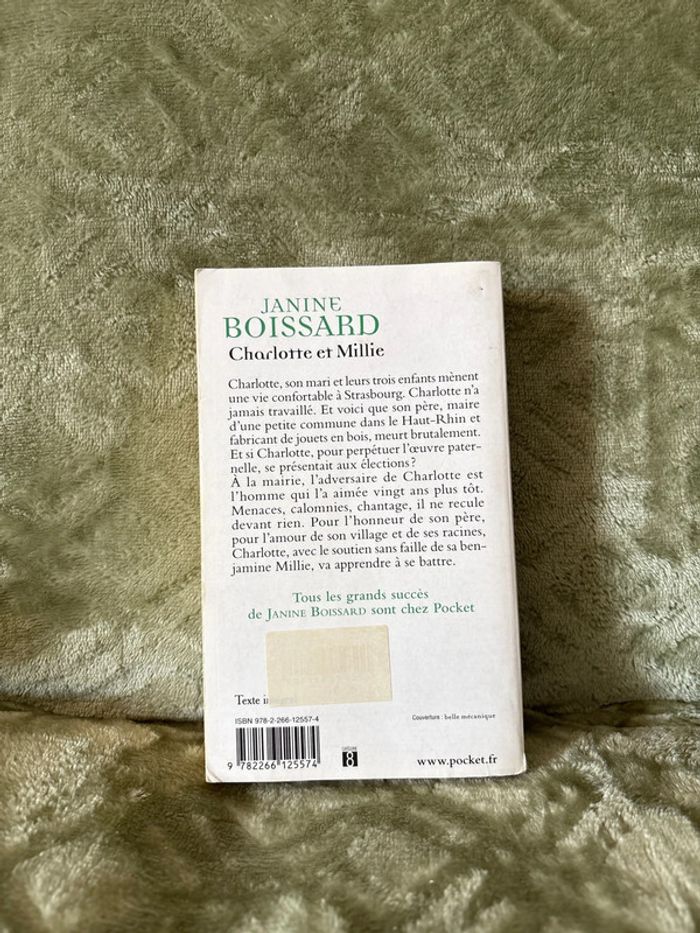 JANINE
BOISSARD
Charlotte et Millie
Charlotte, son mari et leurs trois enfants mènent
une vie confortable à Strasbourg. Charlotte n'a
jamais travaillé. Et voici que son père, maire
d'une petite commune dans le Haut-Rhin et
fabricant de jouets en bois, meurt brutalement.
Et si Charlotte, pour perpétuer l'œuvre pater-
nelle, se présentait aux élections ?
À la mairie, l'adversaire de Charlotte est
l'homme qui l'a aimée vingt ans plus tôt.
Menaces, calomnies, chantage, il ne recule
devant rien. Pour l'honneur de son père,
pour l'amour de son village et de ses racines,
Charlotte, avec le soutien sans faille de sa ben-
jamine Millie, va apprendre à se battre.
Tous les grands succès
de JANINE BOISSARD sont chez Pocket
Texte
ISBN 978-2-266-12557-4
Couverture : belle mécanique
9 782266 125574
8
www.pocket.fr